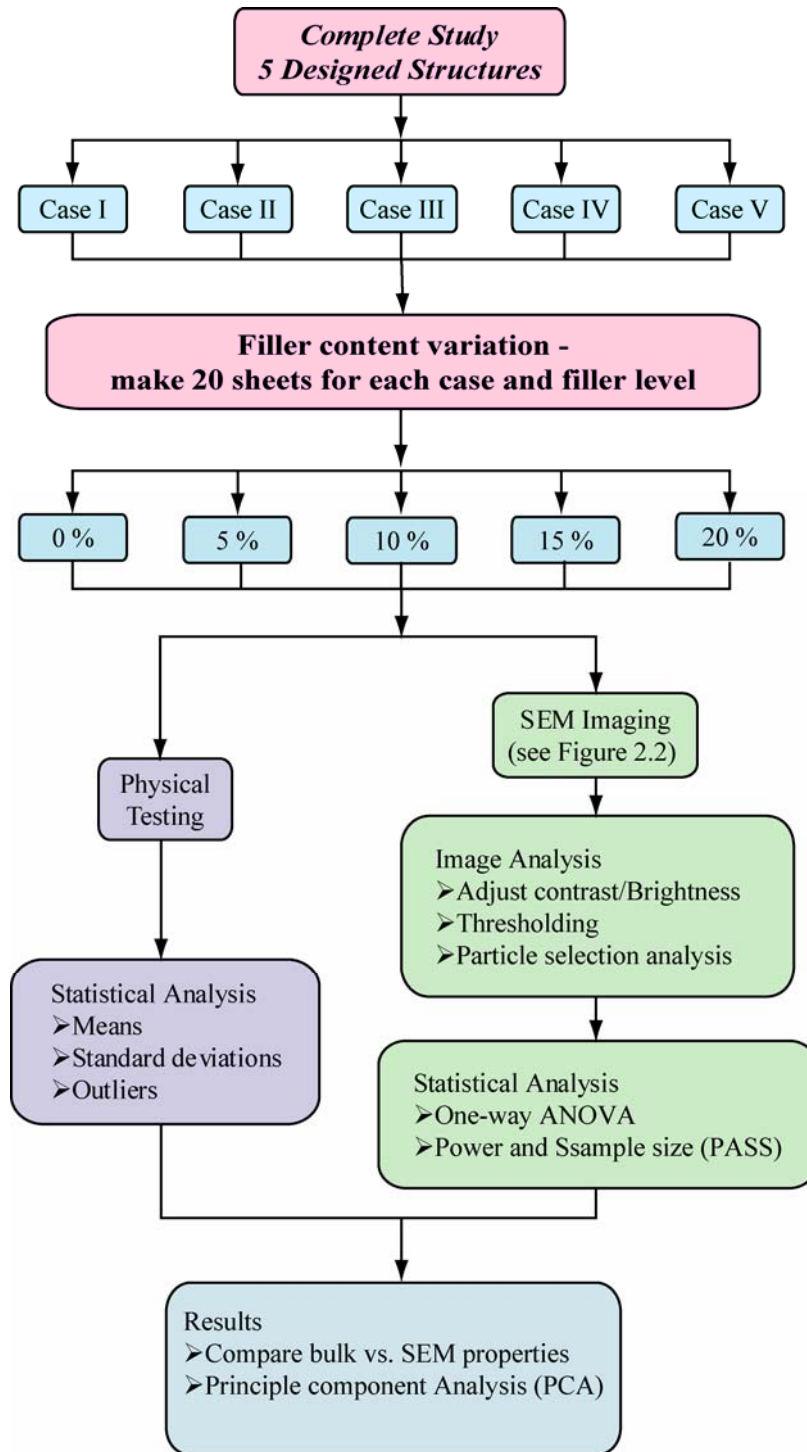 Complete Study
5 Designed Structures
Case I
Case II
Case III
Case IV
Case V
Filler content variation -
make 20 sheets for each case and filler level
0 %
5 %
10 %
15 %
20 %
SEM Imaging
(see Figure 2.2)
Physical
Testing
Image Analysis
➢Adjust contrast/Brightness
➢Thresholding
➢Particle selection analysis
Statistical Analysis
➢Means
➢Standard deviations
➢Outliers
Statistical Analysis
➢One-way ANOVA
➢Power and Ssample size (PASS)
Results
➢Compare bulk vs. SEM properties
➢Principle component Analysis (PCA)